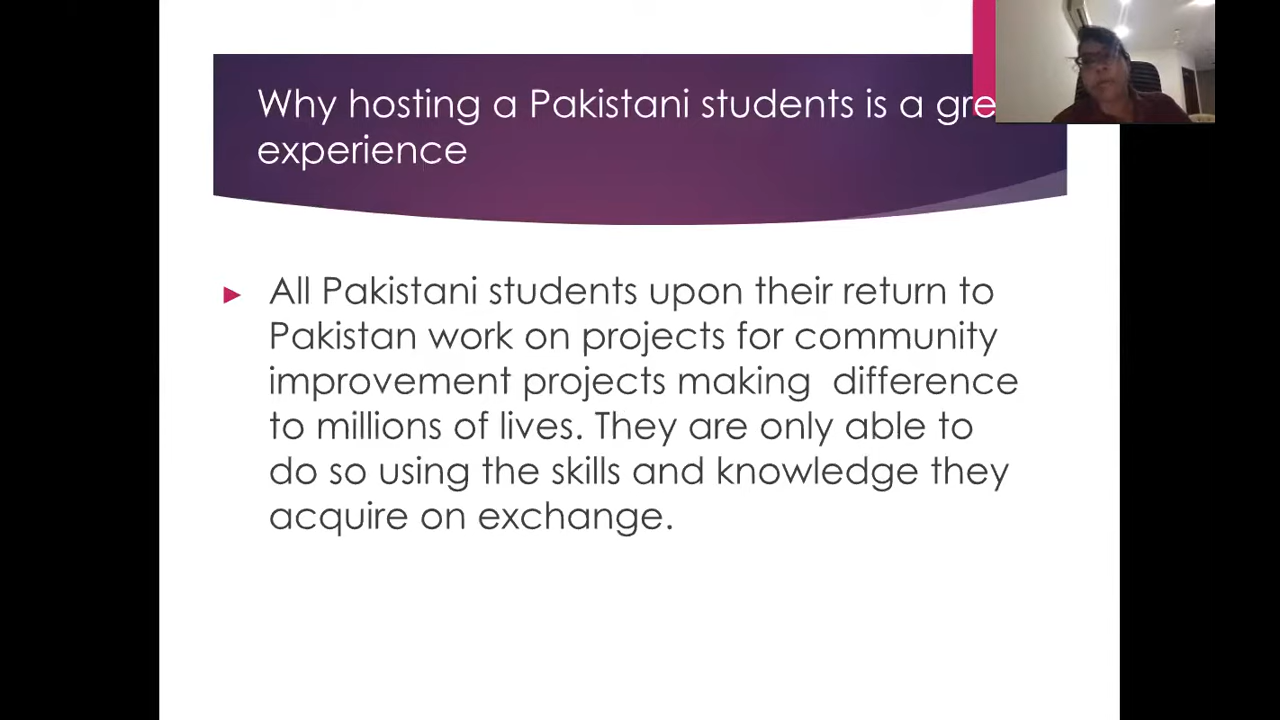 Why hosting a Pakistani students is a
experience
All Pakistani students upon their return to
Pakistan work on projects for community
improvement projects making difference
to millions of lives. They are only able to
do so using the skills and knowledge they
acquire on exchange.